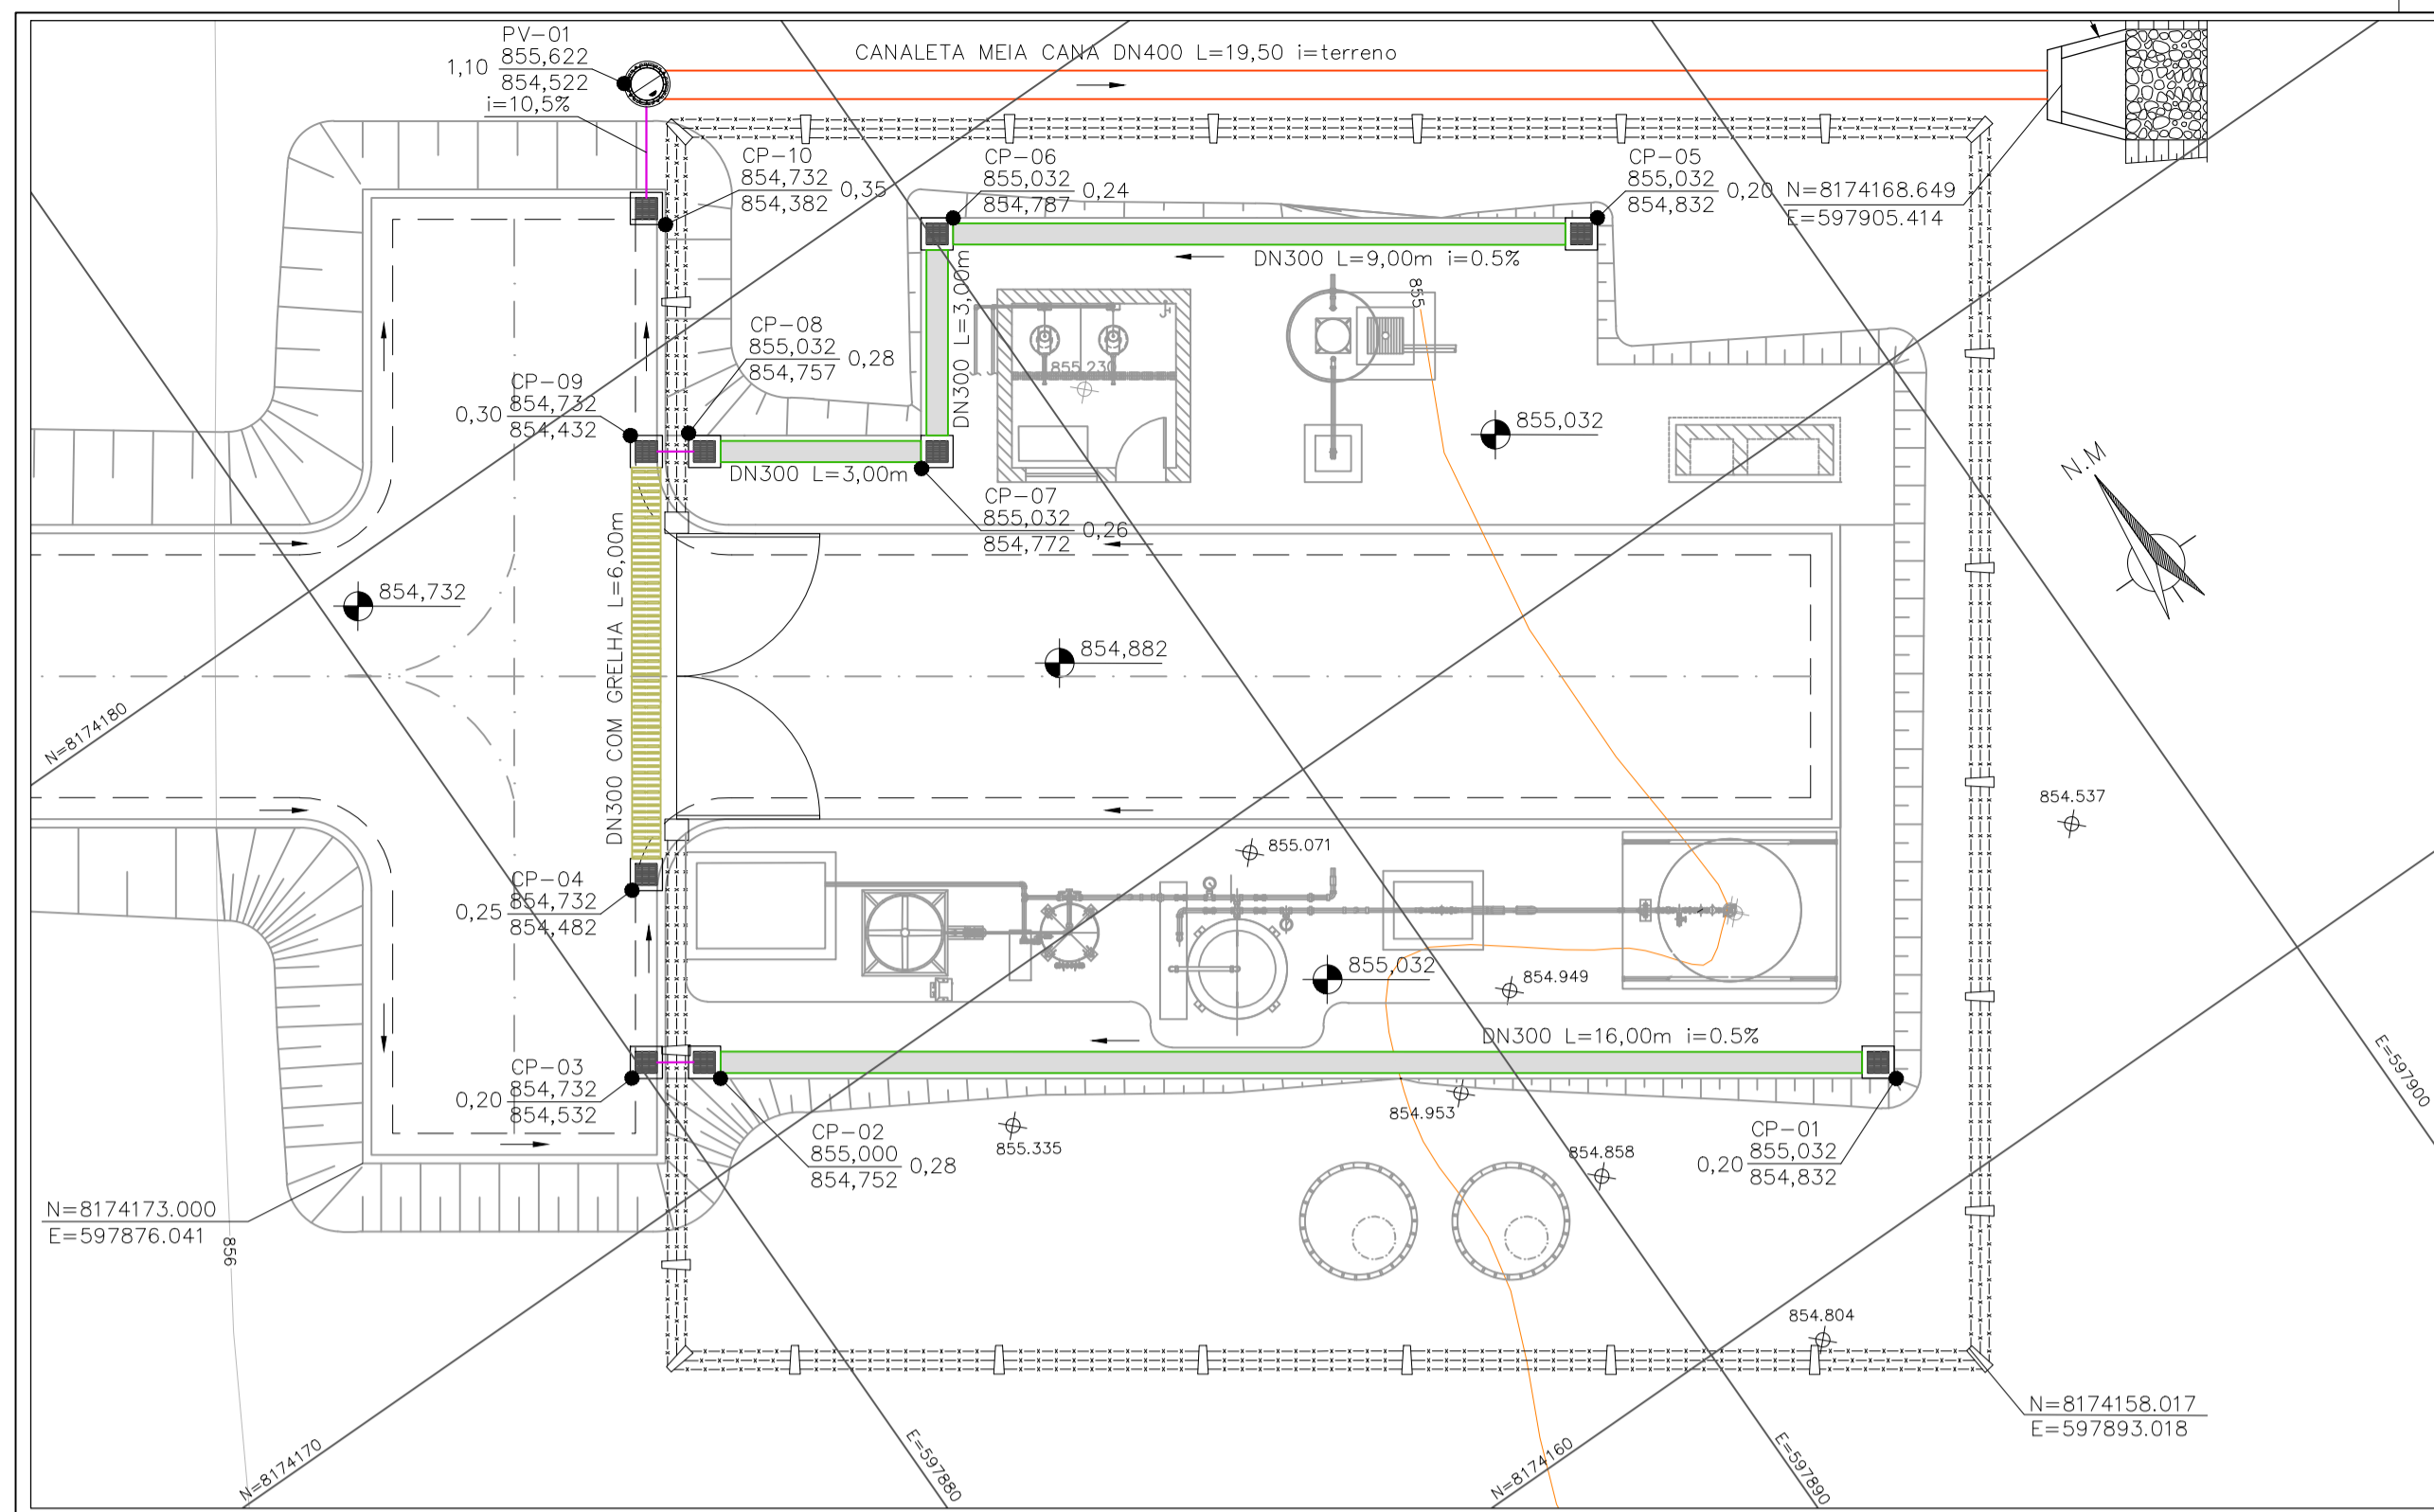 PV-01
855,622
1,10
854,522
i=10,5%
CANALETA MEIA CANA DN400 L=19,50 i=terreno
CP-10
854,732
0,35
854,382
CP-06
855,032
0,24
854,787
CP-05
855,032
0,20
854,832
N=8174168.649
E=597905.414
DN300 L=9,00m i=0.5%
DN300 L=3,00m
CP-08
855,032
0,28
854,757
855
855.230
CP-09
854,732
0,30
854,432
855,032
DN300 L=3,00m
CP-07
855,032
0,26
854,772
N.M
DN300 COM GRELHA L=6,00m
854,732
854,882
N=8174180
854.537
855.071
CP-04
854,732
0,25
854,482
855,032
854.949
DN300 L=16,00m i=0.5%
CP-03
854,732
0,20
854,532
854.953
855.335
CP-02
855,000
0,28
854,752
854.858
CP-01
855,032
0,20
854,832
E=597900
N=8174173.000
E=597876.041
856
854.804
N=8174158.017
E=597893.018
N=8174170
E=597880
N=8174160
E=597890